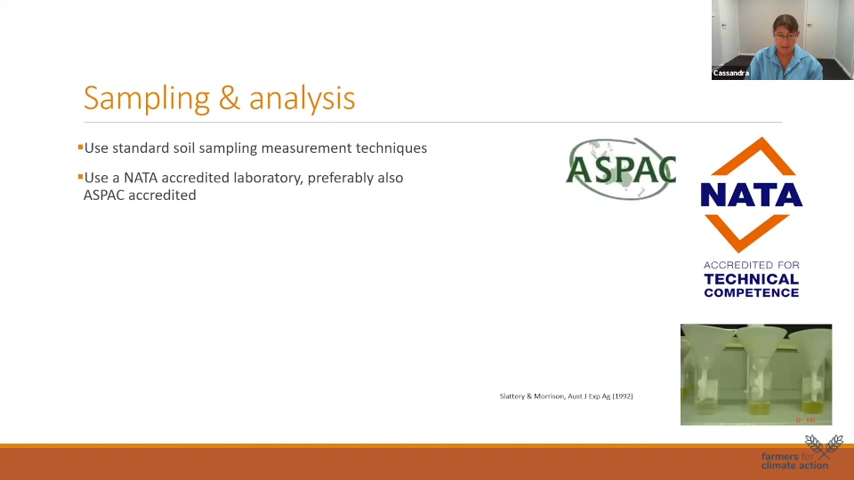 Cassandra
Sampling & analysis
▪Use standard soil sampling measurement techniques
▪Use a NATA accredited laboratory, preferably also
ASPAC accredited
ASPAC
NATA
ACCREDITED FOR
TECHNICAL
COMPETENCE
Slattery & Morrison, Aust J Exp Ag (1992)
farmers for
climate action